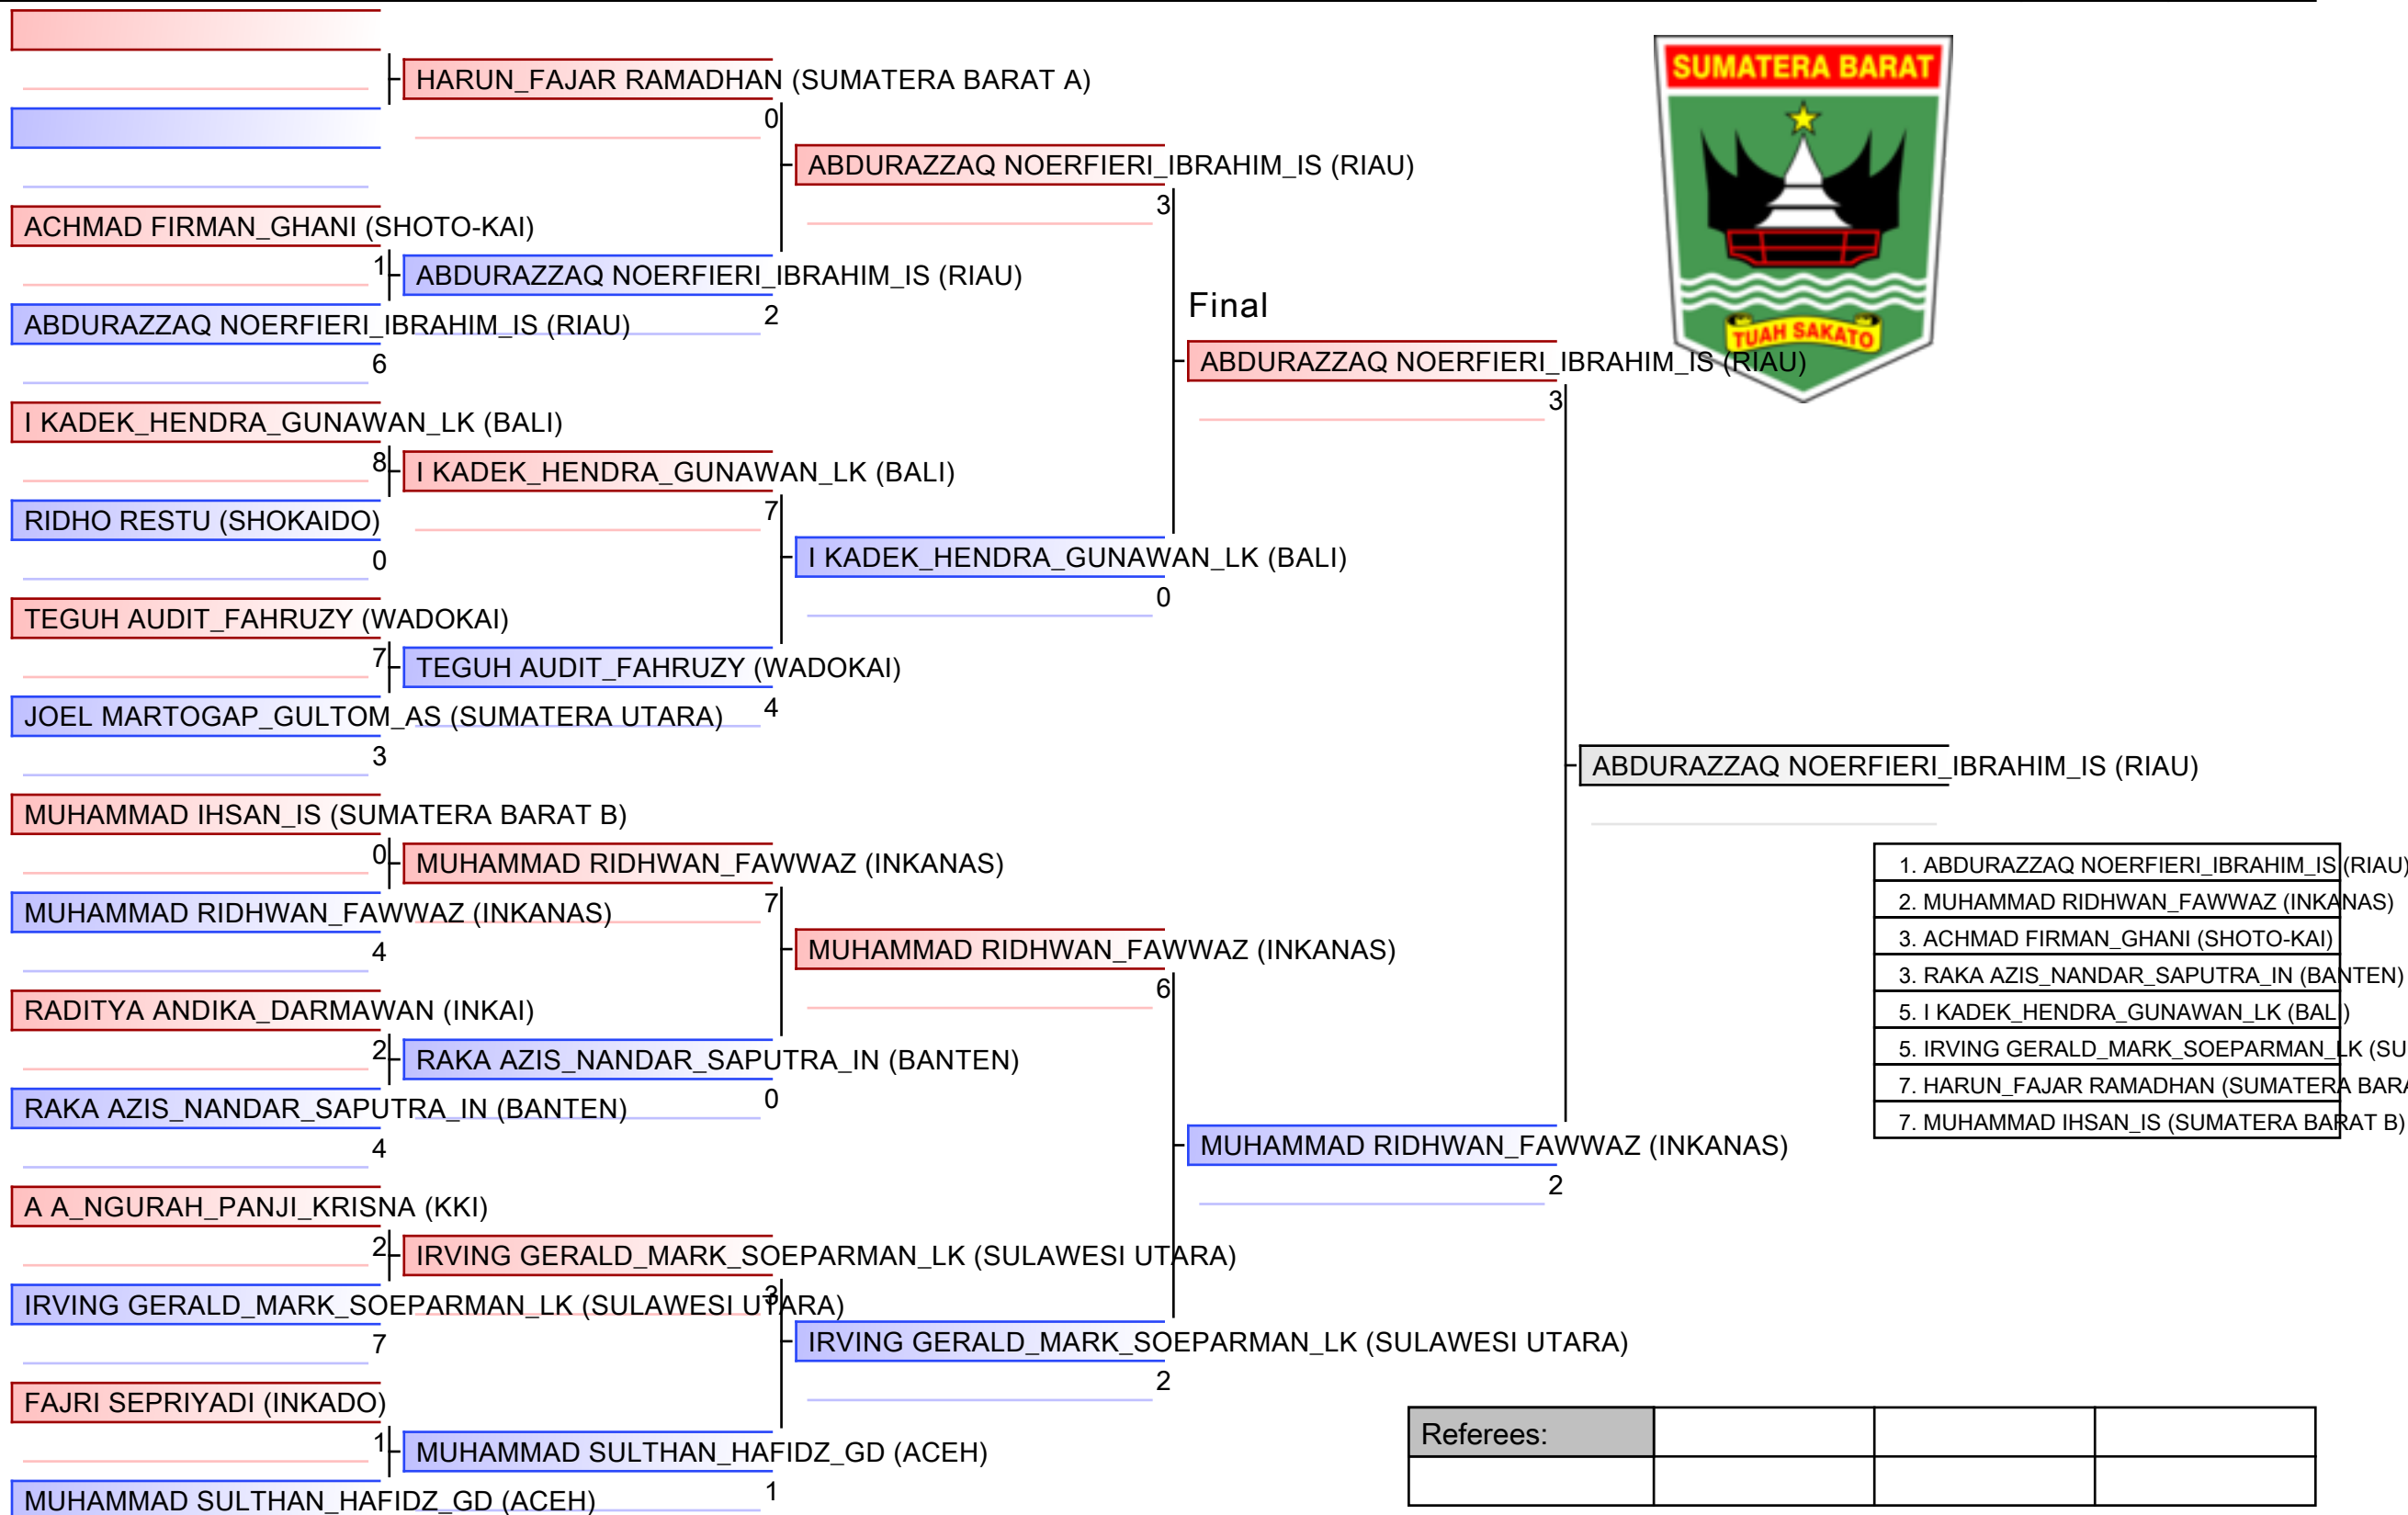 HARUN_FAJAR RAMADHAN (SUMATERA BARAT A)
0
ACHMAD FIRMAN_GHANI (SHOTO-KAI)
1
ABDURAZZAQ NOERFIERI_IBRAHIM_IS (RIAU)
6
ABDURAZZAQ NOERFIERI_IBRAHIM_IS (RIAU)
2
ABDURAZZAQ NOERFIERI_IBRAHIM_IS (RIAU)
3
I KADEK_HENDRA_GUNAWAN_LK (BALI)
8
RIDHO RESTU (SHOKAIDO)
0
I KADEK_HENDRA_GUNAWAN_LK (BALI)
7
TEGUH AUDIT_FAHRUZY (WADOKAI)
7
JOEL MARTOGAP_GULTOM_AS (SUMATERA UTARA)
3
TEGUH AUDIT_FAHRUZY (WADOKAI)
4
I KADEK_HENDRA_GUNAWAN_LK (BALI)
0
Final
ABDURAZZAQ NOERFIERI_IBRAHIM_IS (RIAU)
3
SUMATERA BARAT
TUAH SAKATO
MUHAMMAD IHSAN_IS (SUMATERA BARAT B)
0
MUHAMMAD RIDHWAN_FAWWAZ (INKANAS)
4
MUHAMMAD RIDHWAN_FAWWAZ (INKANAS)
7
RADITYA ANDIKA_DARMAWAN (INKAI)
2
RAKA AZIS_NANDAR_SAPUTRA_IN (BANTEN)
4
RAKA AZIS_NANDAR_SAPUTRA_IN (BANTEN)
0
MUHAMMAD RIDHWAN_FAWWAZ (INKANAS)
6
A A_NGURAH_PANJI_KRISNA (KKI)
2
IRVING GERALD_MARK_SOEPARMAN_LK (SULAWESI UTARA)
7
IRVING GERALD_MARK_SOEPARMAN_LK (SULAWESI UTARA)
3
FAJRI SEPRIYADI (INKADO)
1
MUHAMMAD SULTHAN_HAFIDZ_GD (ACEH)
MUHAMMAD SULTHAN_HAFIDZ_GD (ACEH)
1
IRVING GERALD_MARK_SOEPARMAN_LK (SULAWESI UTARA)
2
MUHAMMAD RIDHWAN_FAWWAZ (INKANAS)
2
ABDURAZZAQ NOERFIERI_IBRAHIM_IS (RIAU)
1. ABDURAZZAQ NOERFIERI_IBRAHIM_IS (RIAU)
2. MUHAMMAD RIDHWAN_FAWWAZ (INKANAS)
3. ACHMAD FIRMAN_GHANI (SHOTO-KAI)
3. RAKA AZIS_NANDAR_SAPUTRA_IN (BANTEN)
5. I KADEK_HENDRA_GUNAWAN_LK (BALI)
5. IRVING GERALD_MARK_SOEPARMAN_LK (SU
7. HARUN_FAJAR RAMADHAN (SUMATERA BARA
7. MUHAMMAD IHSAN_IS (SUMATERA BARAT B)
Referees: